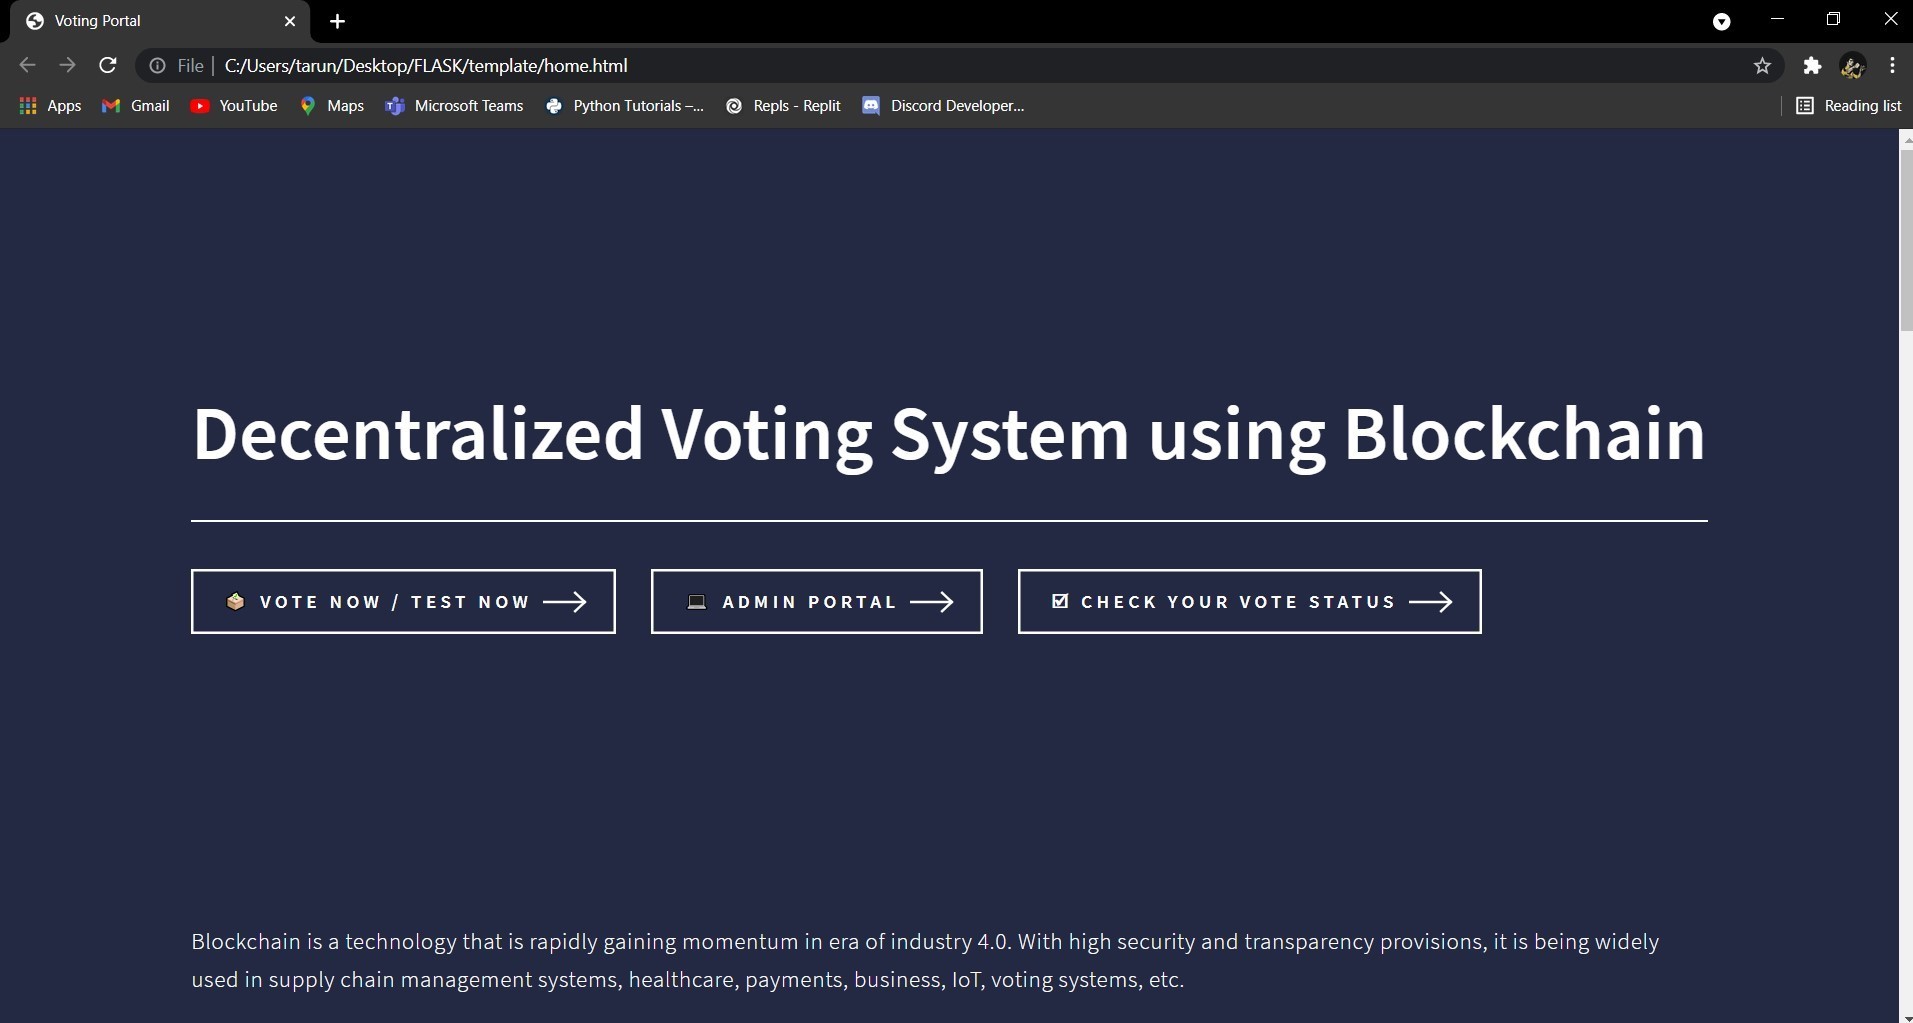 Voting Portal
File | C:/Users/tarun/Desktop/FLASK/template/home.html
Apps Gmail YouTube Maps Microsoft Teams Python Tutorials –... Repls - Replit Discord Developer... Reading list
Decentralized Voting System using Blockchain
VOTE NOW / TEST NOW ADMIN PORTAL CHECK YOUR VOTE STATUS
Blockchain is a technology that is rapidly gaining momentum in era of industry 4.0. With high security and transparency provisions, it is being widely
used in supply chain management systems, healthcare, payments, business, IoT, voting systems, etc.